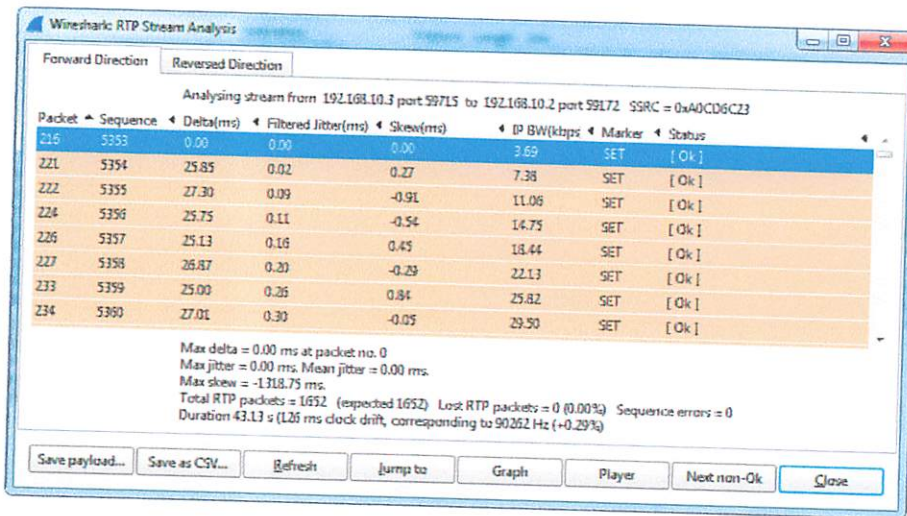 Wireshark: RTP Stream Analysis
Forward Direction Reversed Direction
Analysing stream from 192.168.10.3 port 59715 to 192.168.10.2 port 59172 SSRC = 0xA0CD6C23
Packet Sequence Delta(ms) Filtered Jitter(ms) Skew(ms) IP BW(kbps) Marker Status
216 5353 0.00 0.00 0.00 3.69 SET [ Ok ]
221 5354 25.85 0.02 0.27 7.38 SET [ Ok ]
222 5355 27.30 0.09 -0.91 11.06 SET [ Ok ]
224 5356 25.75 0.11 -0.54 14.75 SET [ Ok ]
226 5357 25.13 0.16 0.45 18.44 SET [ Ok ]
227 5358 26.87 0.20 -0.29 22.13 SET [ Ok ]
233 5359 25.00 0.26 0.84 25.82 SET [ Ok ]
234 5360 27.01 0.30 -0.05 29.50 SET [ Ok ]
Max delta = 0.00 ms at packet no. 0
Max jitter = 0.00 ms. Mean jitter = 0.00 ms.
Max skew = -1318.75 ms.
Total RTP packets = 1652 (expected 1652) Lost RTP packets = 0 (0.00%) Sequence errors = 0
Duration 43.13 s (126 ms clock drift, corresponding to 90262 Hz (+0.29%)
Save payload... Save as CSV... Refresh Jump to Graph Player Next non-Ok Close